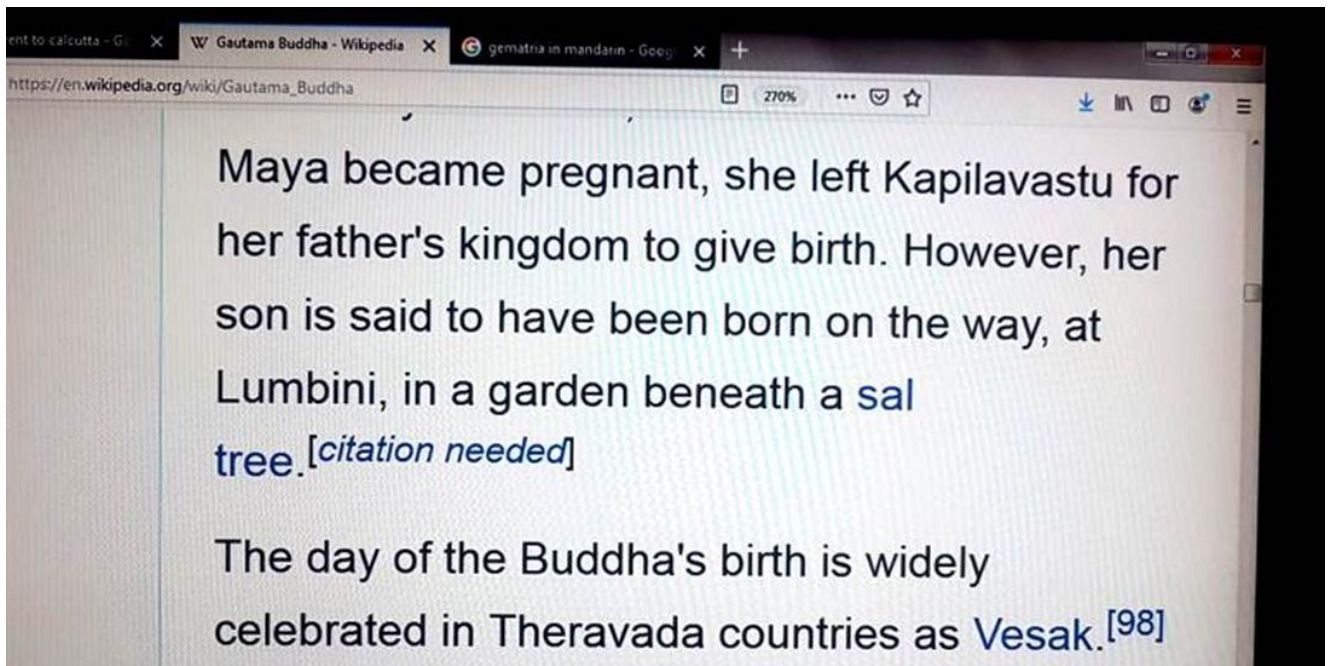 ent to calcutta - G
W Gautama Buddha - Wikipedia
G gematria in mandarin - Goog
https://en.wikipedia.org/wiki/Gautama_Buddha
270%
Maya became pregnant, she left Kapilavastu for
her father's kingdom to give birth. However, her
son is said to have been born on the way, at
Lumbini, in a garden beneath a sal
tree.[citation needed]
The day of the Buddha's birth is widely
celebrated in Theravada countries as Vesak.[98]